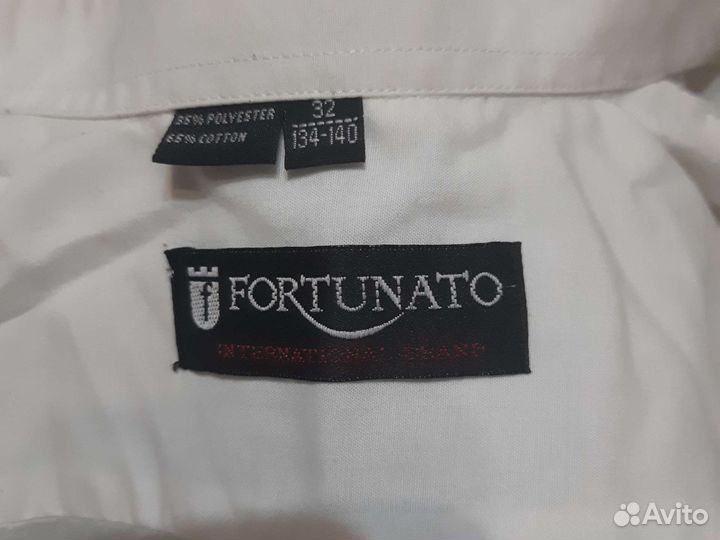 35% POLYESTER
65% COTTON
32
134-140
f
FORTUNATO
INTERNATIONAL BRAND
Avito